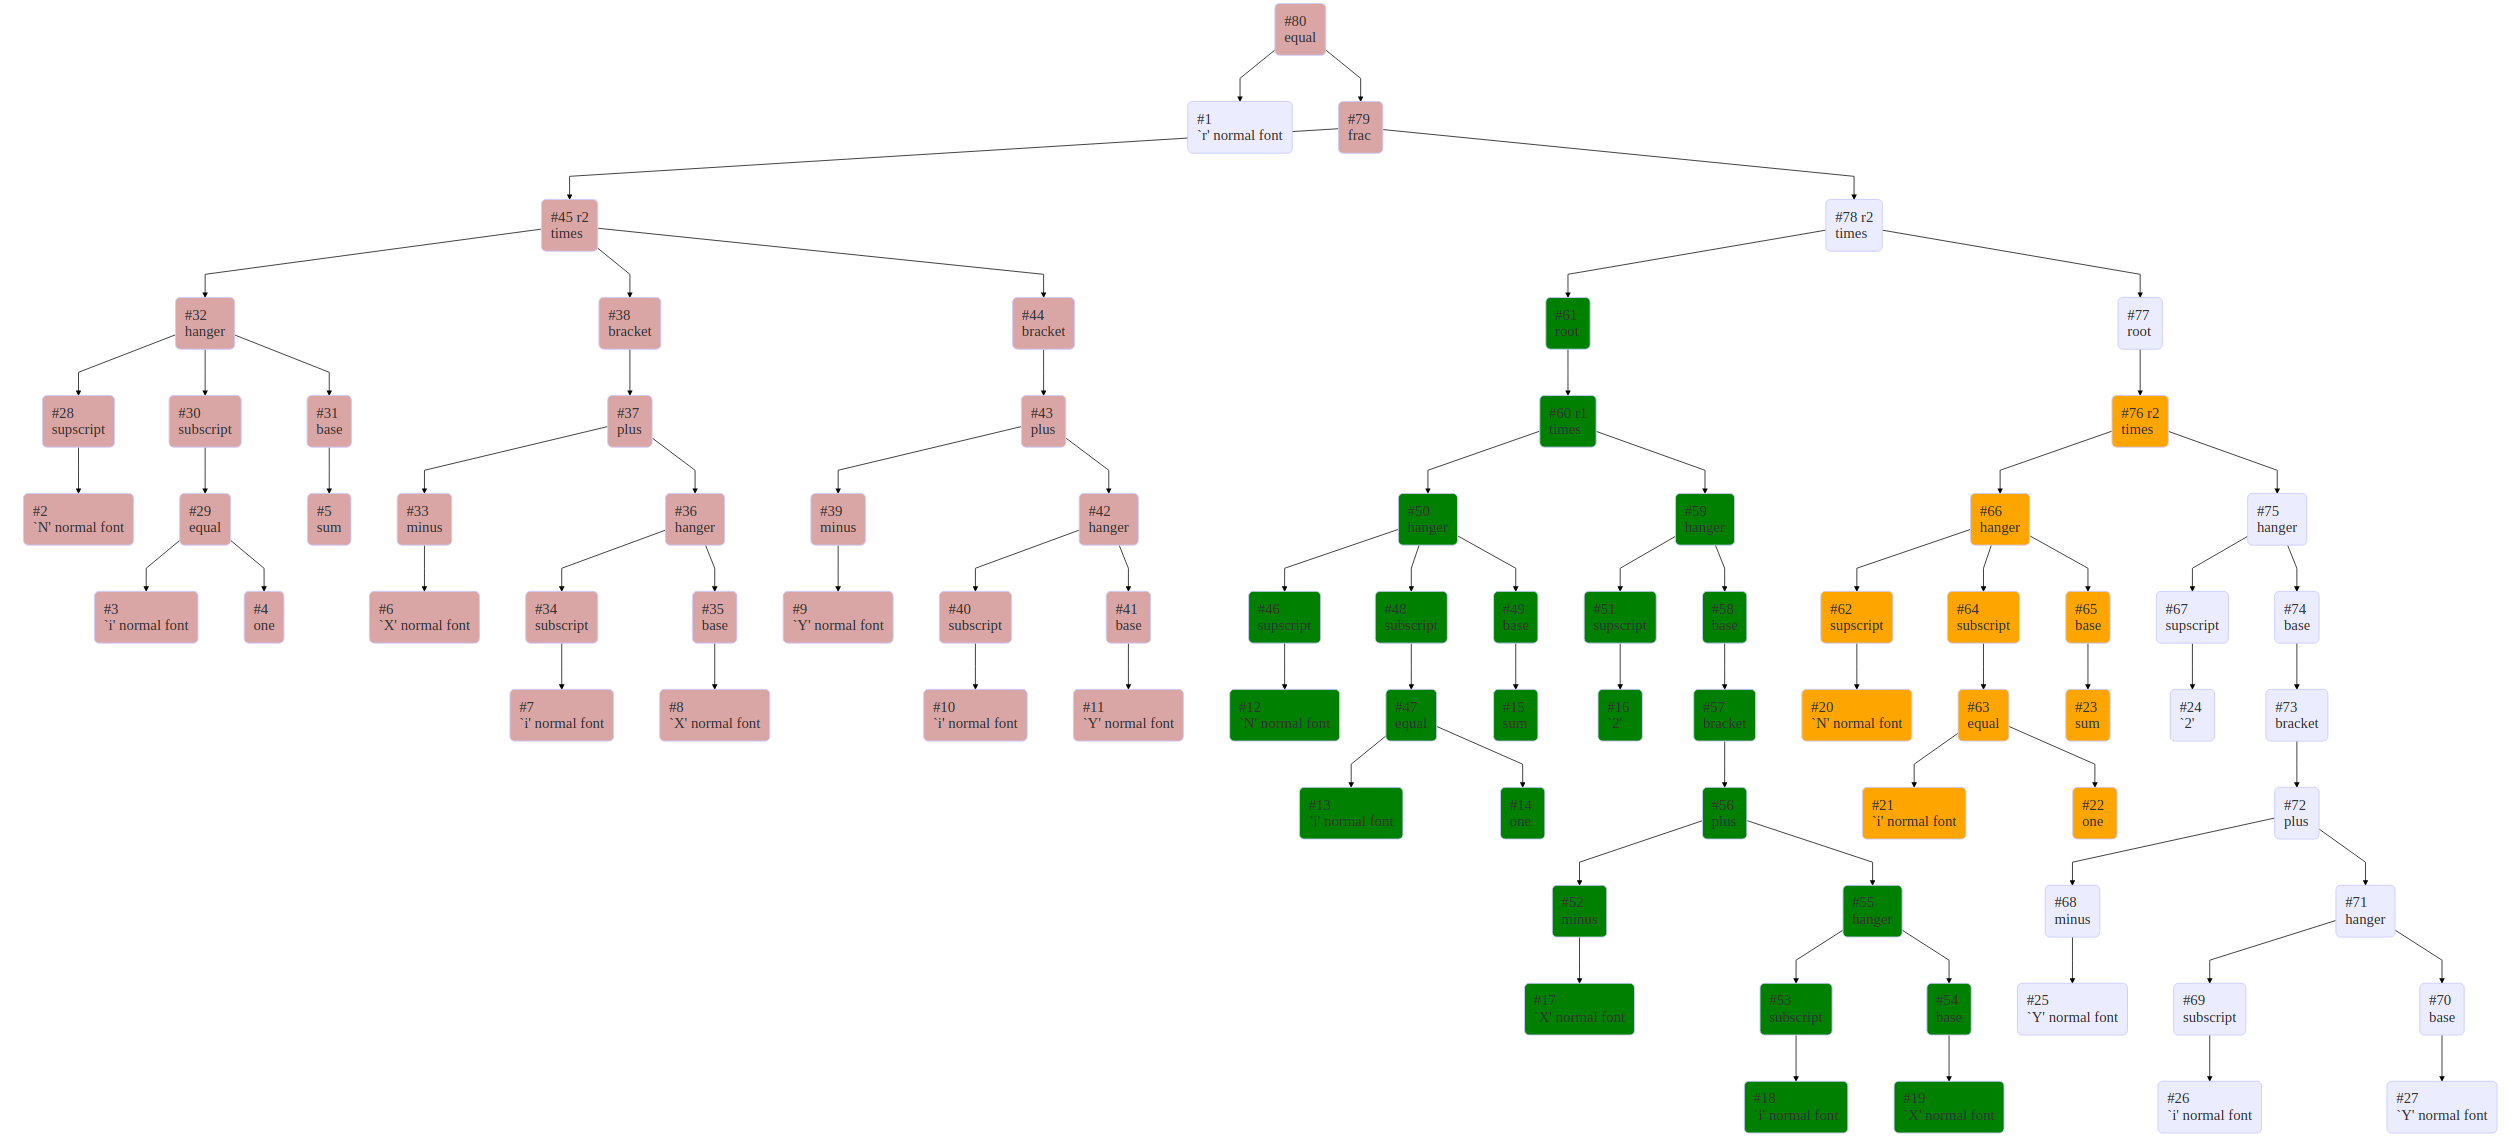 #80
equal
#1
`r' normal font
#79
frac
#45 r2
times
#78 r2
times
#32
hanger
#38
bracket
#44
bracket
#61
root
#77
root
#28
supscript
#30
subscript
#31
base
#37
plus
#43
plus
#60 r1
times
#76 r2
times
#2
`N' normal font
#29
equal
#5
sum
#33
minus
#36
hanger
#39
minus
#42
hanger
#50
hanger
#59
hanger
#66
hanger
#75
hanger
#3
`i' normal font
#4
one
#6
`X' normal font
#34
subscript
#35
base
#9
`Y' normal font
#40
subscript
#41
base
#46
supscript
#48
subscript
#49
base
#51
supscript
#58
base
#62
supscript
#64
subscript
#65
base
#67
supscript
#74
base
#7
`i' normal font
#8
`X' normal font
#10
`i' normal font
#11
`Y' normal font
#12
`N' normal font
#47
equal
#15
sum
#16
`2'
#57
bracket
#20
`N' normal font
#63
equal
#23
sum
#24
`2'
#73
bracket
#13
`i' normal font
#14
one
#56
plus
#21
`i' normal font
#22
one
#72
plus
#52
minus
#55
hanger
#68
minus
#71
hanger
#17
`X' normal font
#53
subscript
#54
base
#25
`Y' normal font
#69
subscript
#70
base
#18
`i' normal font
#19
`X' normal font
#26
`i' normal font
#27
`Y' normal font